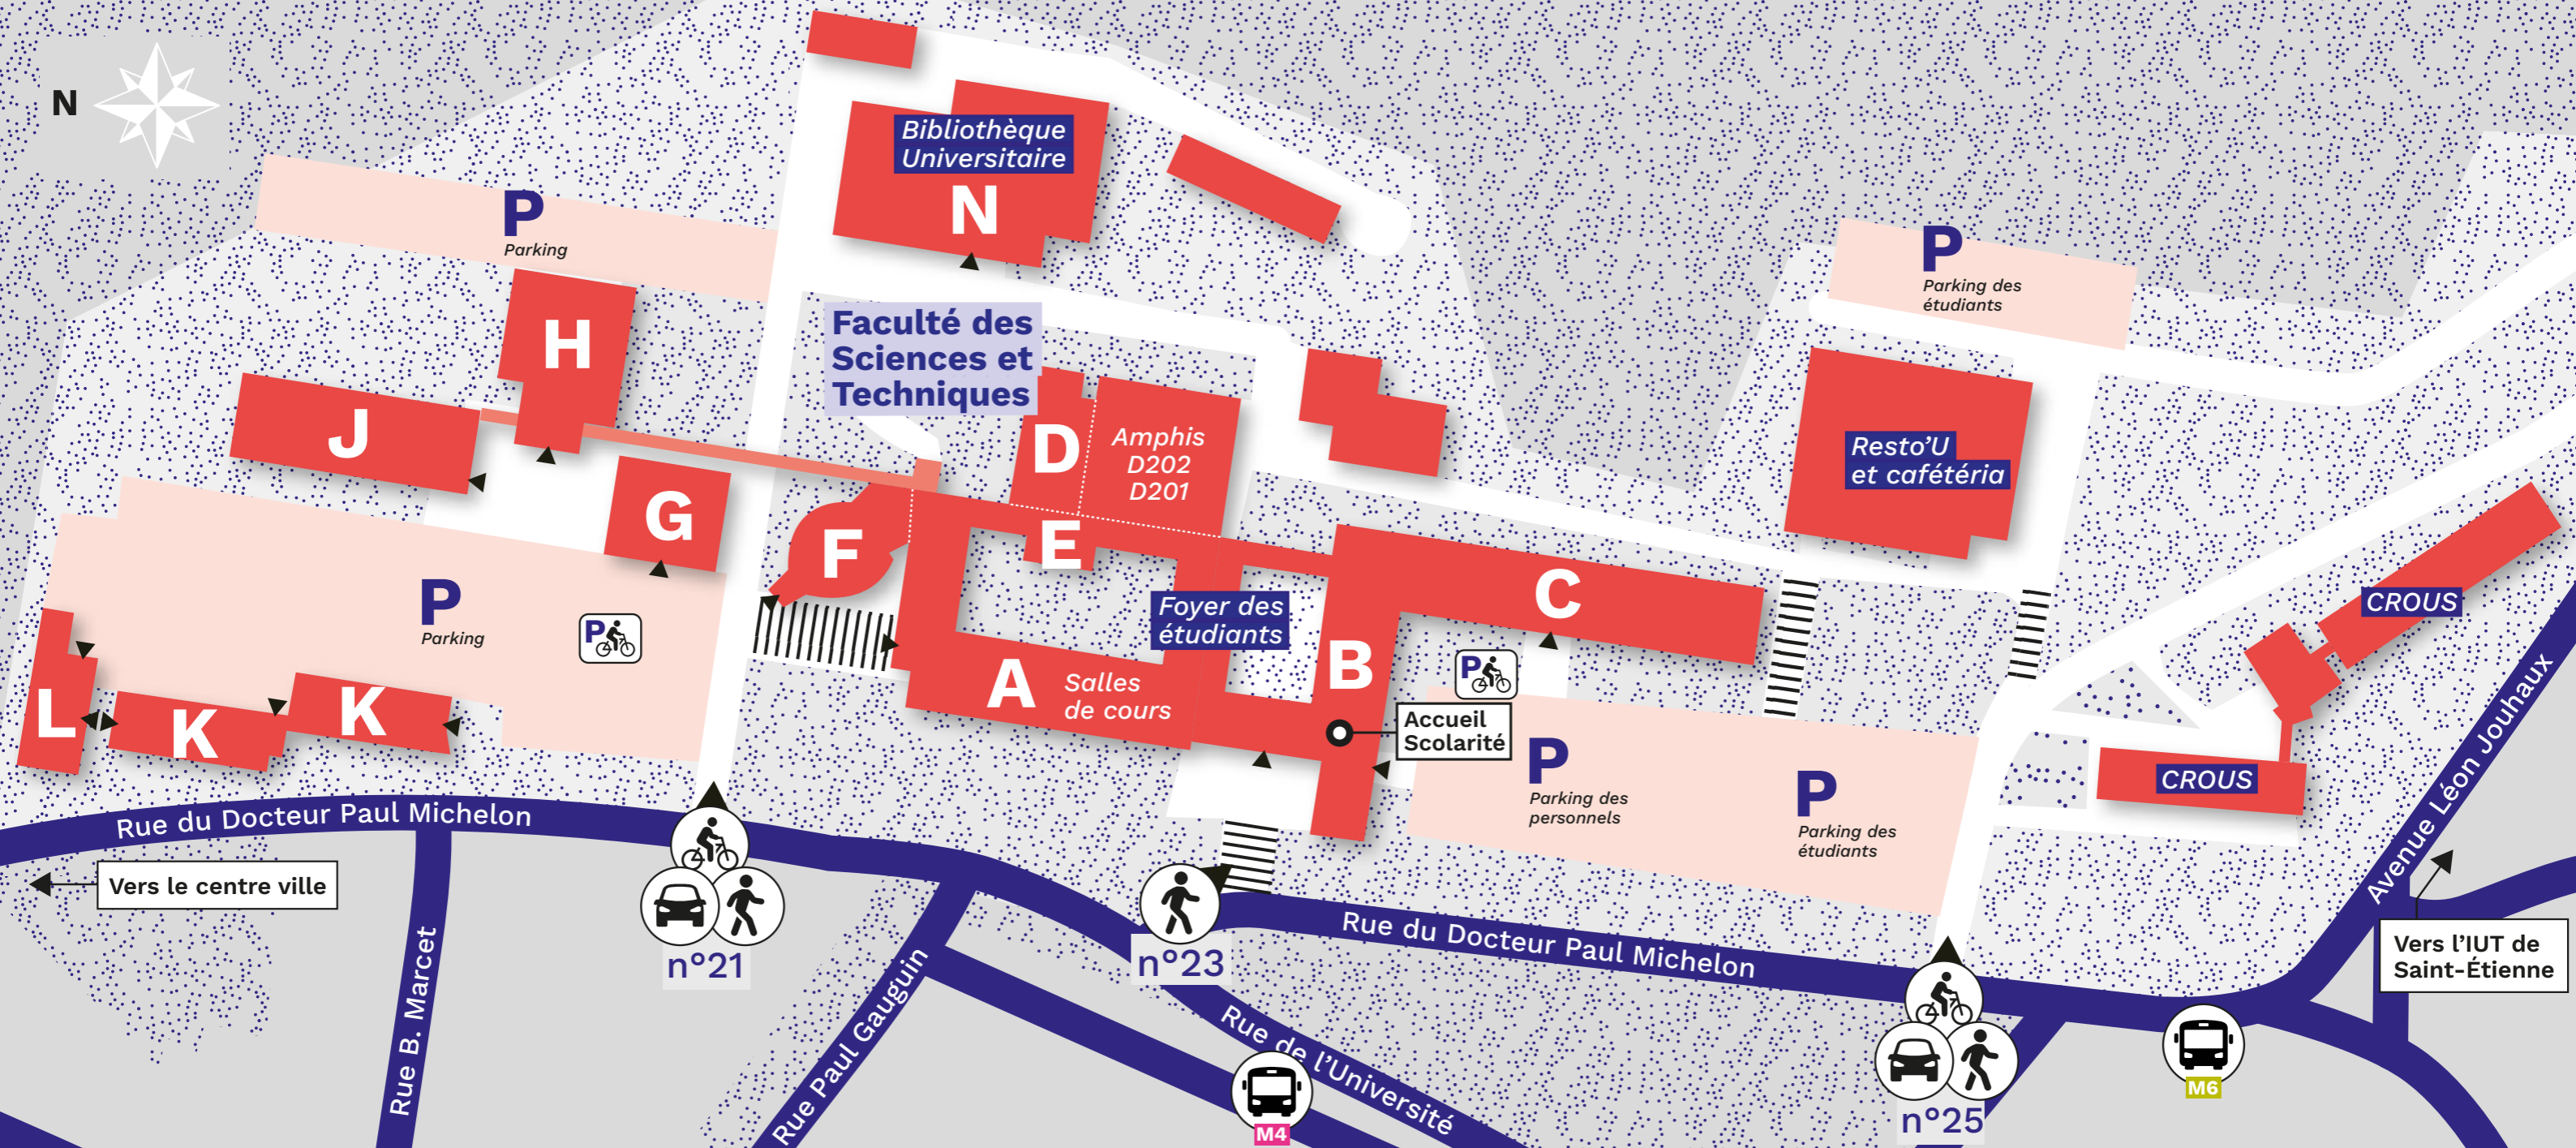 N
Bibliothèque
Universitaire
N
P
Parking
P
Parking des
étudiants
H
Faculté des
Sciences et
Techniques
J
D
Amphis
D202
D201
Resto’U
et cafétéria
G
F
E
C
P
Parking
P
Foyer des
étudiants
CROUS
L
K
K
A
Salles
de cours
B
P
Accueil
Scolarité
P
Parking des
personnels
P
Parking des
étudiants
CROUS
Avenue Léon Jouhaux
Rue du Docteur Paul Michelon
Vers le centre ville
Rue B. Marcet
n°21
Rue Paul Gauguin
n°23
Rue du Docteur Paul Michelon
Vers l’IUT de
Saint-Étienne
Rue de l’Université
M4
n°25
M6